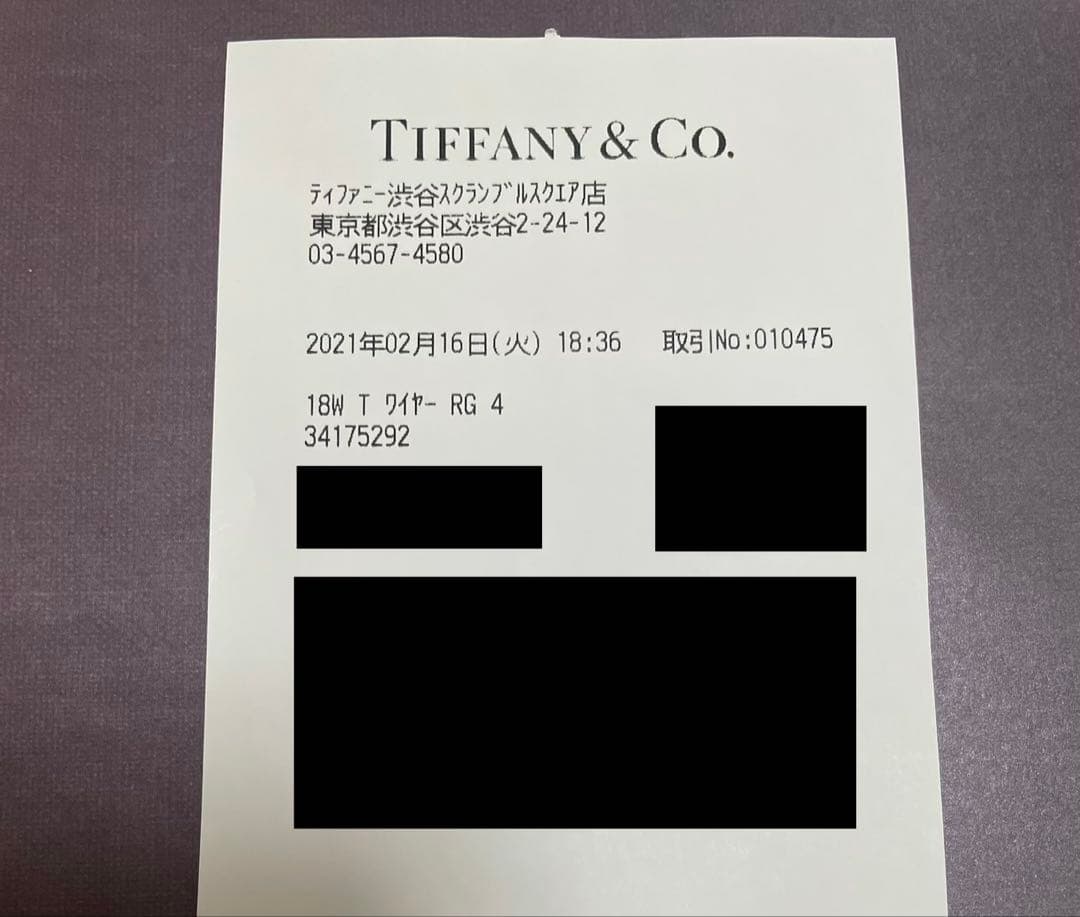 TIFFANY & CO.
ティファニー渋谷スクランブルスクエア店
東京都渋谷区渋谷2-24-12
03-4567-4580
2021年02月16日(火) 18:36 取引No:010475
18W T ワイヤー RG 4
34175292